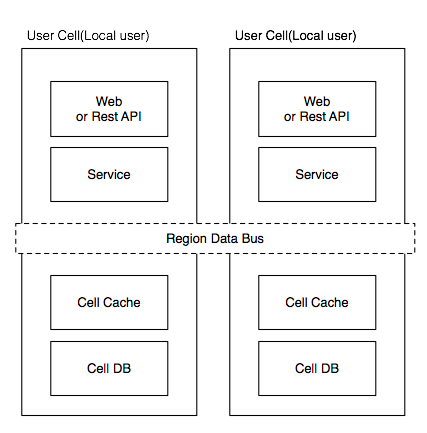 User Cell(Local user)
User Cell(Local user)
Web
or Rest API
Web
or Rest API
Service
Service
Region Data Bus
Cell Cache
Cell Cache
Cell DB
Cell DB